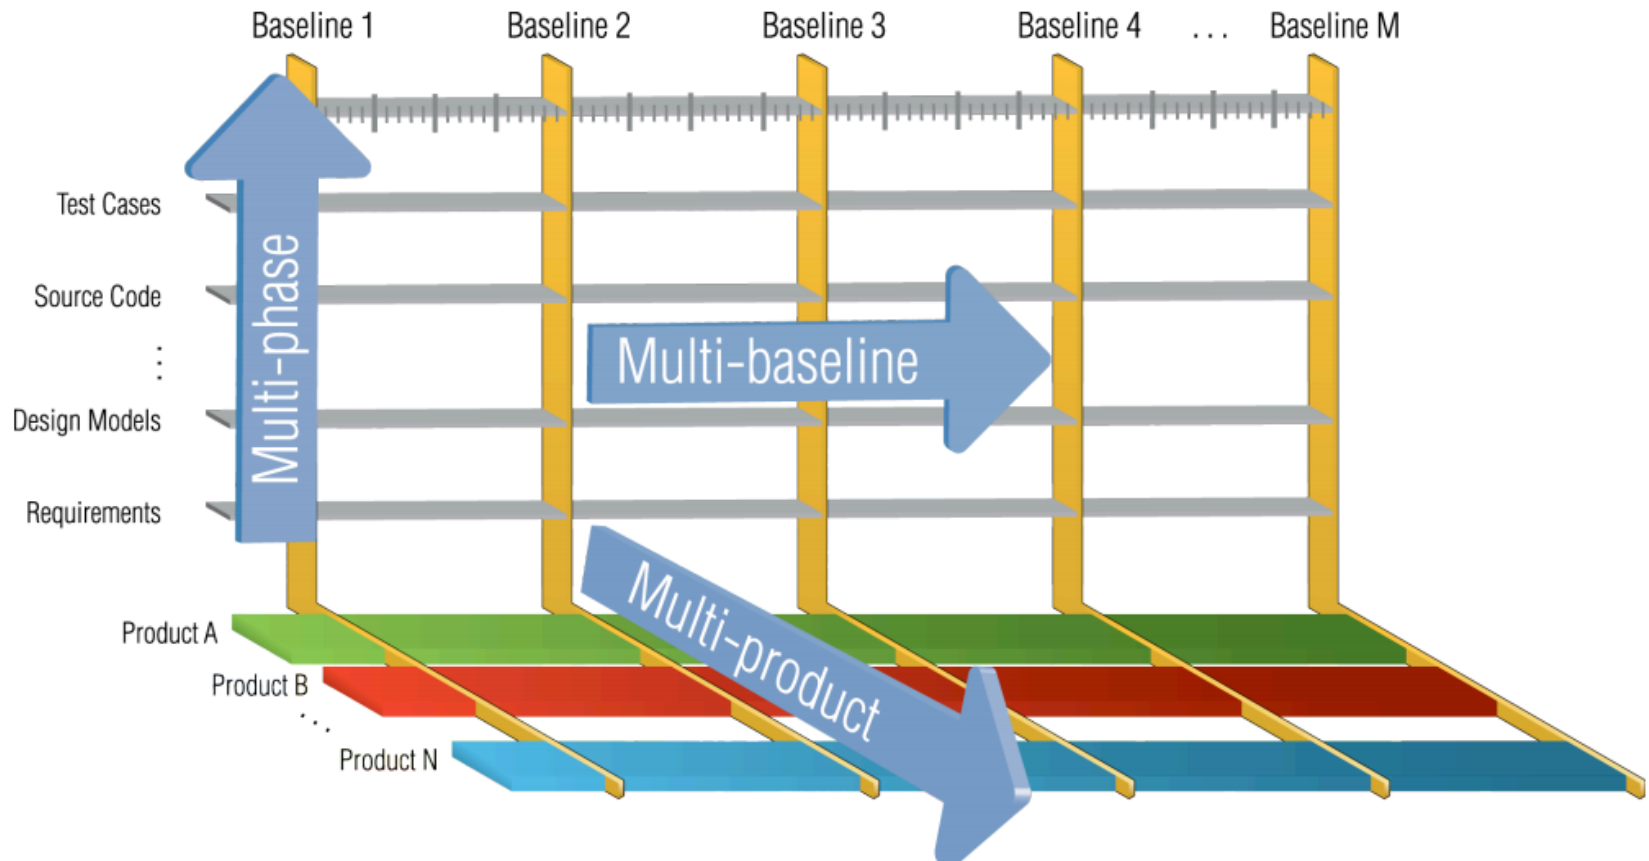 Baseline 1
Baseline 2
Baseline 3
Baseline 4
...
Baseline M
Test Cases
Source Code
...
Design Models
Requirements
Multi-phase
Multi-baseline
Multi-product
Product A
Product B
...
Product N